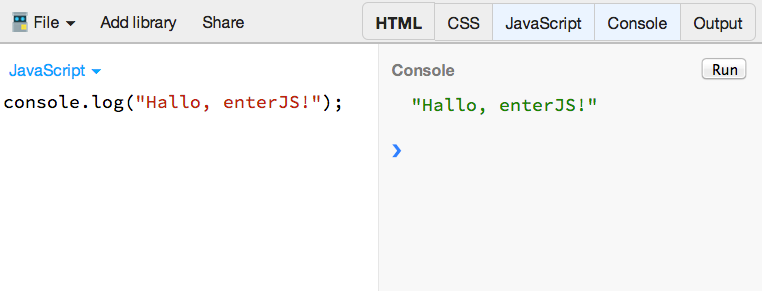 File Add library Share HTML CSS JavaScript Console Output
JavaScript Console Run
console.log("Hallo, enterJS!"); "Hallo, enterJS!"